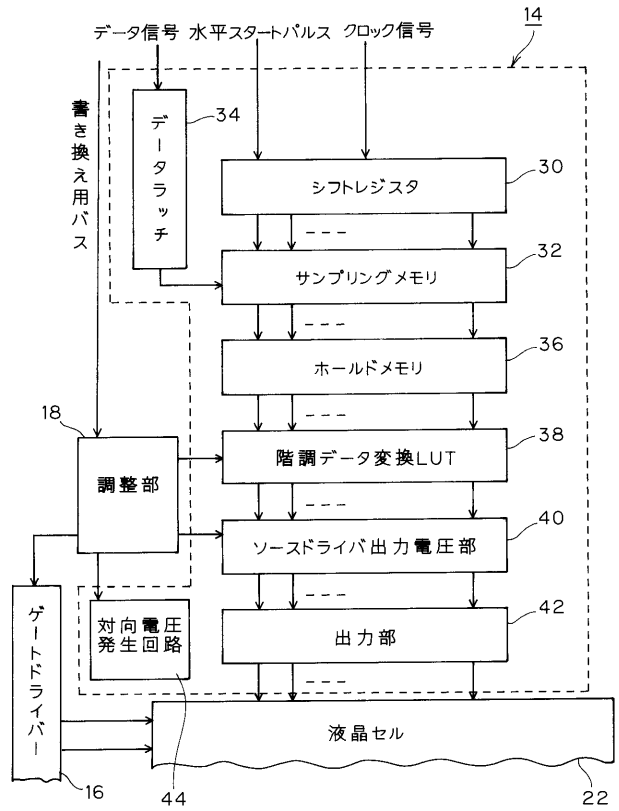 データ信号 水平スタートパルス クロック信号
14
書き換え用バス
データラッチ
34
シフトレジスタ
30
サンプリングメモリ
32
ホールドメモリ
36
18
調整部
階調データ変換LUT
38
ソースドライバ出力電圧部
40
対向電圧
発生回路
44
出力部
42
ゲートドライバー
16
液晶セル
22